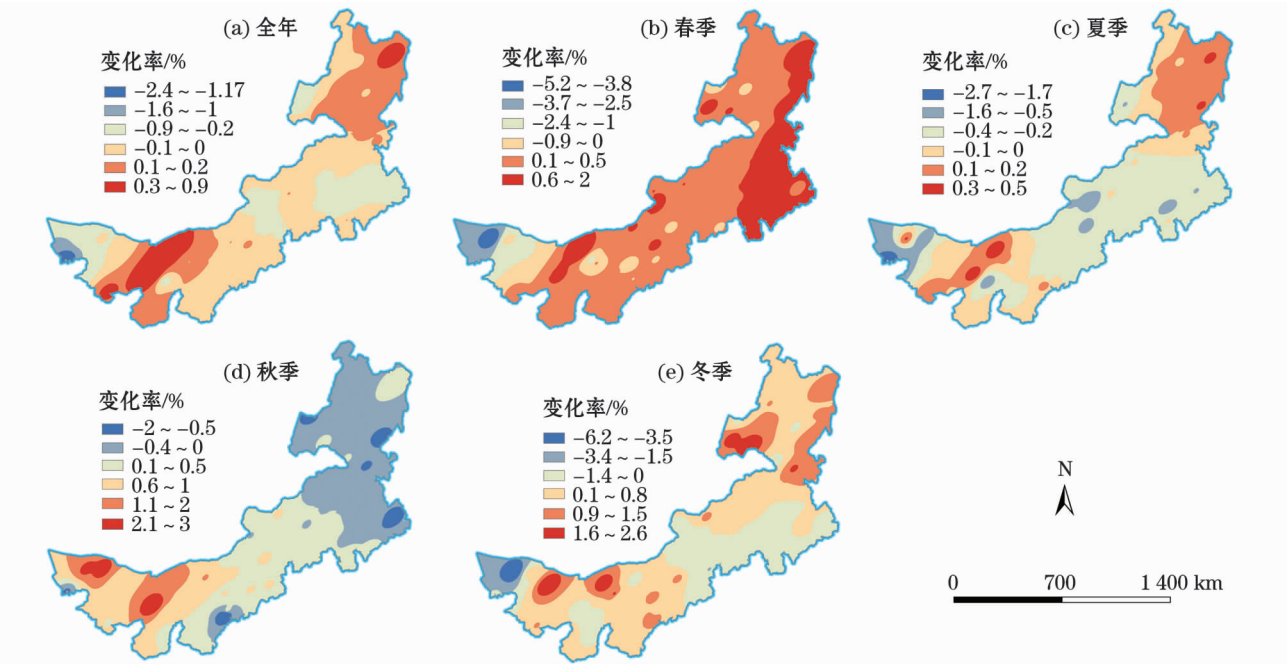 (a) 全年
变化率/%
−2.4 ~ −1.17
−1.6 ~ −1
−0.9 ~ −0.2
−0.1 ~ 0
0.1 ~ 0.2
0.3 ~ 0.9
(b) 春季
变化率/%
−5.2 ~ −3.8
−3.7 ~ −2.5
−2.4 ~ −1
−0.9 ~ 0
0.1 ~ 0.5
0.6 ~ 2
(c) 夏季
变化率/%
−2.7 ~ −1.7
−1.6 ~ −0.5
−0.4 ~ −0.2
−0.1 ~ 0
0.1 ~ 0.2
0.3 ~ 0.5
(d) 秋季
变化率/%
−2 ~ −0.5
−0.4 ~ 0
0.1 ~ 0.5
0.6 ~ 1
1.1 ~ 2
2.1 ~ 3
(e) 冬季
变化率/%
−6.2 ~ −3.5
−3.4 ~ −1.5
−1.4 ~ 0
0.1 ~ 0.8
0.9 ~ 1.5
1.6 ~ 2.6
N
0 700 1 400 km